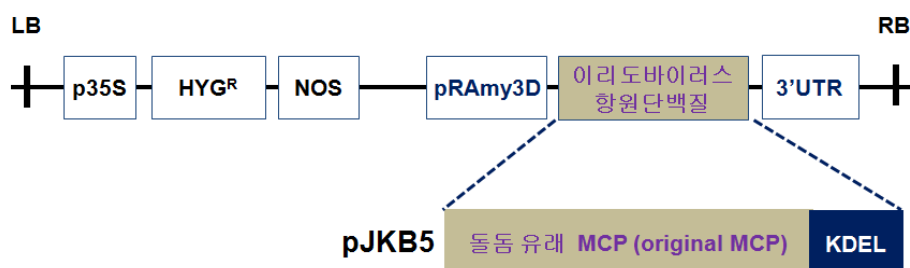 LB
RB
p35S
HYGᴿ
NOS
pRAmy3D
이리도바이러스
항원단백질
3'UTR
pJKB5
돌돔 유래 MCP (original MCP)
KDEL